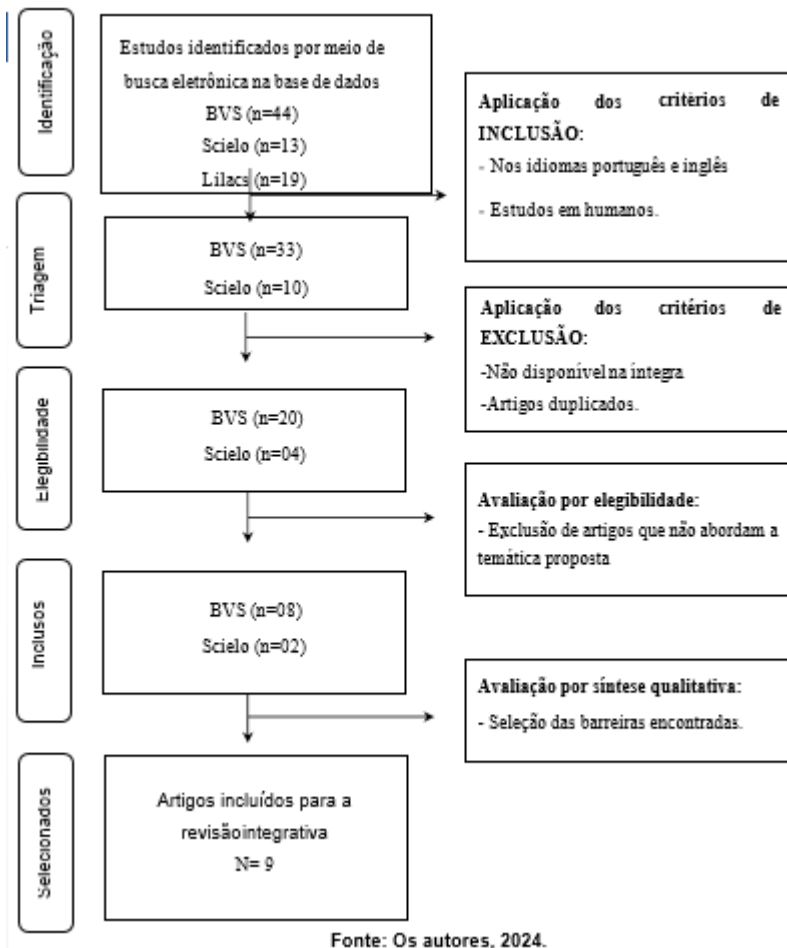 Identificação
Estudos identificados por meio de
busca eletrônica na base de dados
BVS (n=44)
Scielo (n=13)
Lilacs (n=19)
Aplicação dos critérios de
INCLUSÃO:
- Nos idiomas português e inglês
- Estudos em humanos.
Triagem
BVS (n=33)
Scielo (n=10)
Aplicação dos critérios de
EXCLUSÃO:
-Não disponível na íntegra
-Artigos duplicados.
Elegibilidade
BVS (n=20)
Scielo (n=04)
Avaliação por elegibilidade:
- Exclusão de artigos que não abordam a
temática proposta
Inclusos
BVS (n=08)
Scielo (n=02)
Avaliação por síntese qualitativa:
- Seleção das barreiras encontradas.
Selecionados
Artigos incluídos para a
revisãointegrativa
N= 9
Fonte: Os autores, 2024.